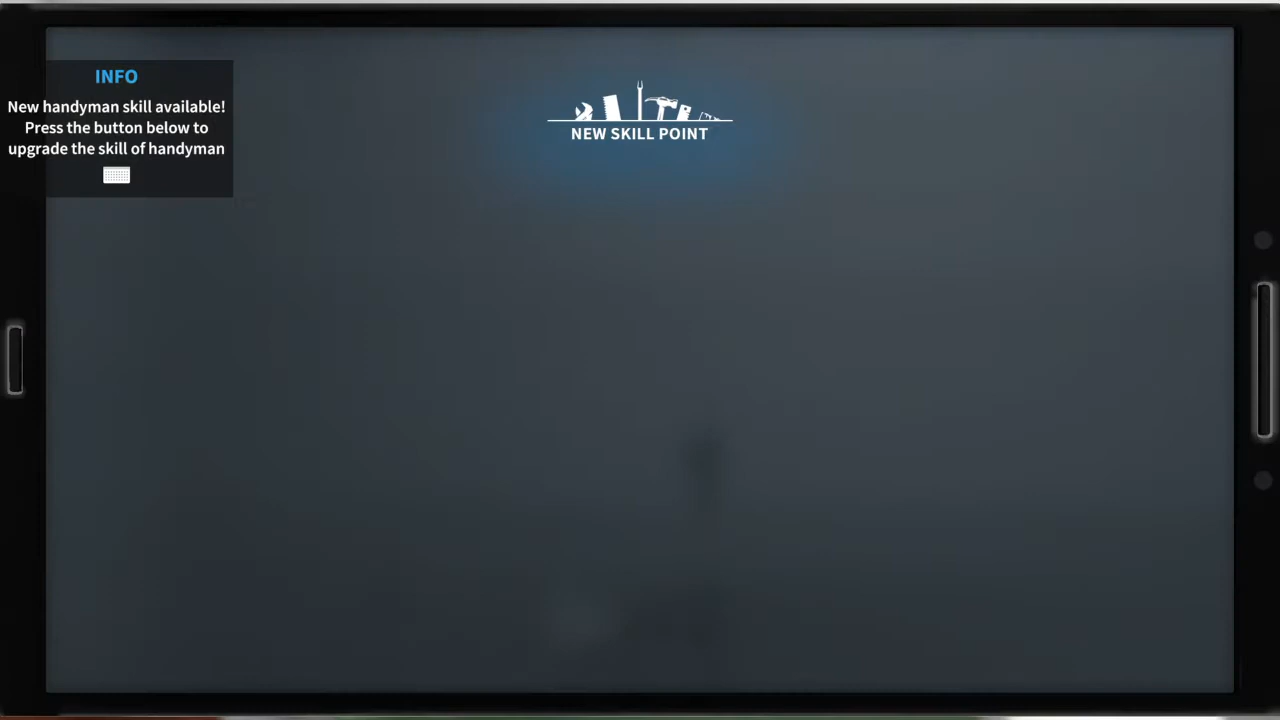 INFO
New handyman skill available!
Press the button below to
upgrade the skill of handyman
NEW SKILL POINT